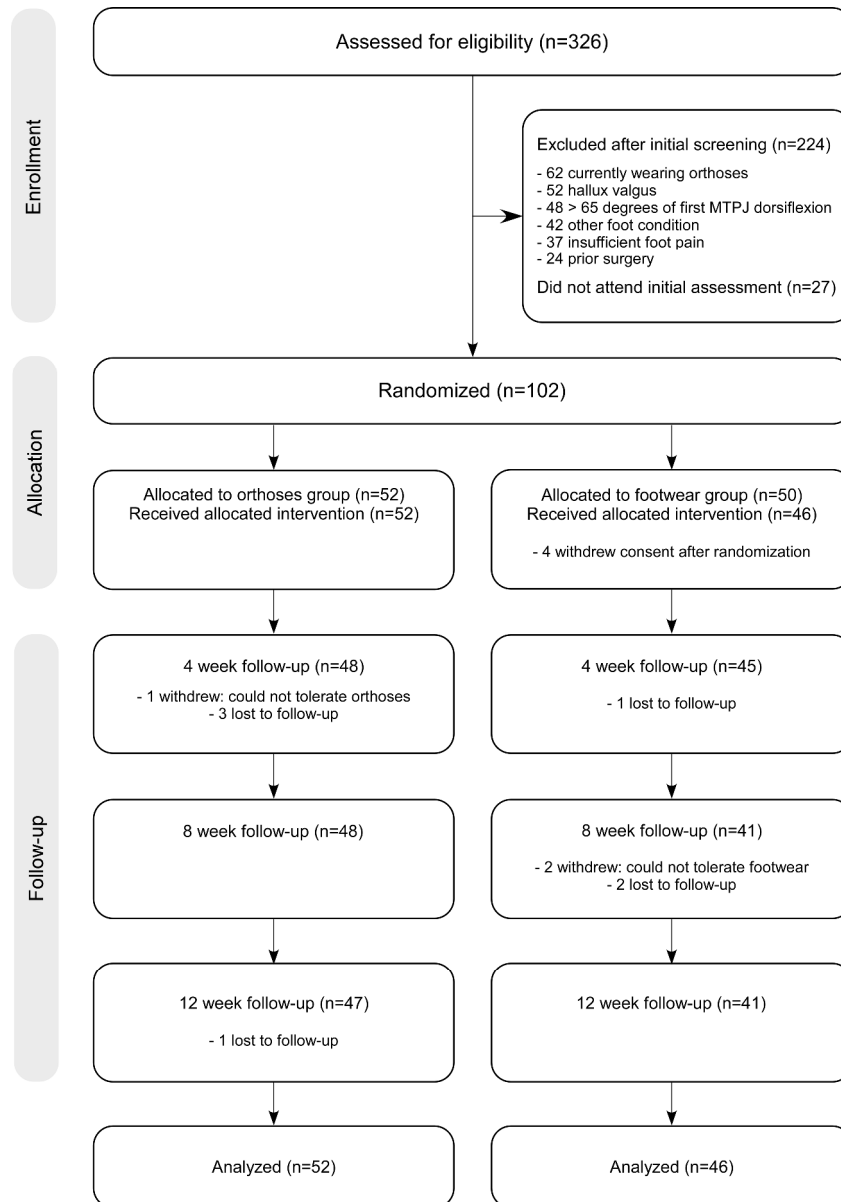 Enrollment
Assessed for eligibility (n=326)
Excluded after initial screening (n=224)
- 62 currently wearing orthoses
- 52 hallux valgus
- 48 > 65 degrees of first MTPJ dorsiflexion
- 42 other foot condition
- 37 insufficient foot pain
- 24 prior surgery
Did not attend initial assessment (n=27)
Allocation
Randomized (n=102)
Allocated to orthoses group (n=52)
Received allocated intervention (n=52)
Allocated to footwear group (n=50)
Received allocated intervention (n=46)
- 4 withdrew consent after randomization
Follow-up
4 week follow-up (n=48)
- 1 withdrew: could not tolerate orthoses
- 3 lost to follow-up
4 week follow-up (n=45)
- 1 lost to follow-up
8 week follow-up (n=48)
8 week follow-up (n=41)
- 2 withdrew: could not tolerate footwear
- 2 lost to follow-up
12 week follow-up (n=47)
- 1 lost to follow-up
12 week follow-up (n=41)
Analyzed (n=52)
Analyzed (n=46)